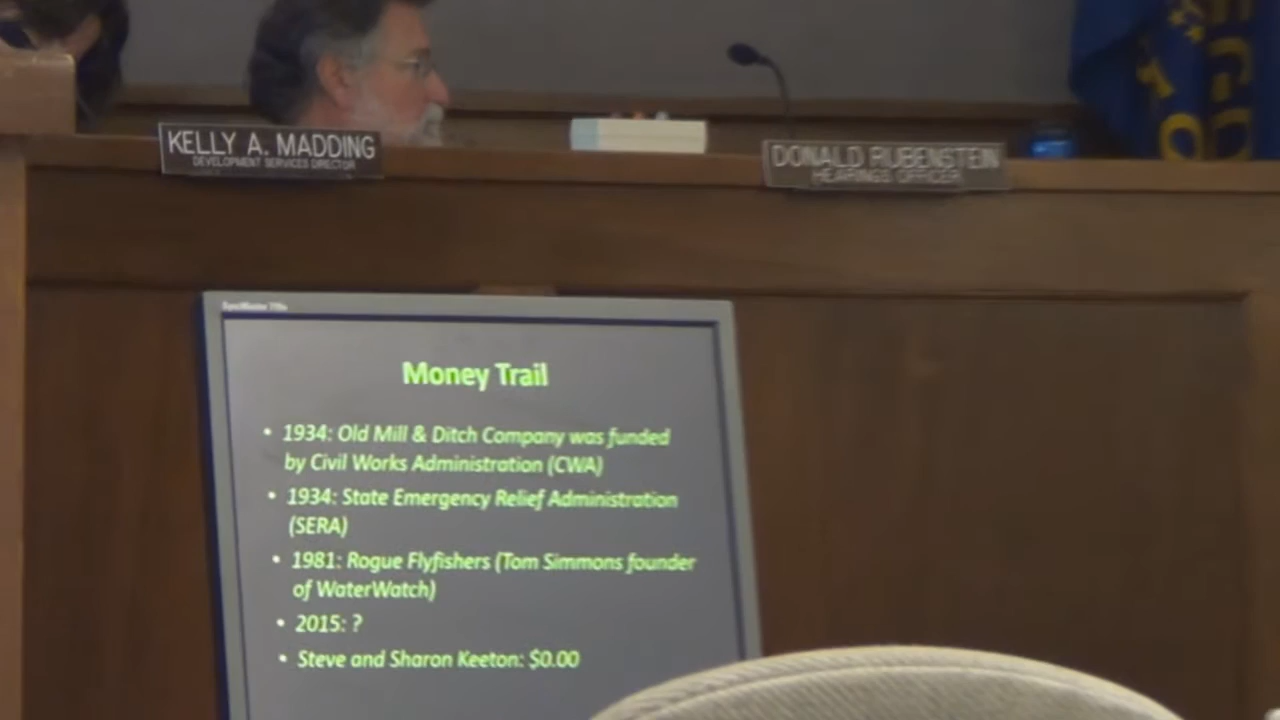 KELLY A. MADDING
DEVELOPMENT SERVICES DIRECTOR
DONALD RUBENSTEIN
HEARINGS OFFICER
Money Trail
• 1934: Old Mill & Ditch Company was funded
by Civil Works Administration (CWA)
• 1934: State Emergency Relief Administration
(SERA)
• 1981: Rogue Flyfishers (Tom Simmons founder
of WaterWatch)
• 2015: ?
• Steve and Sharon Keeton: $0.00